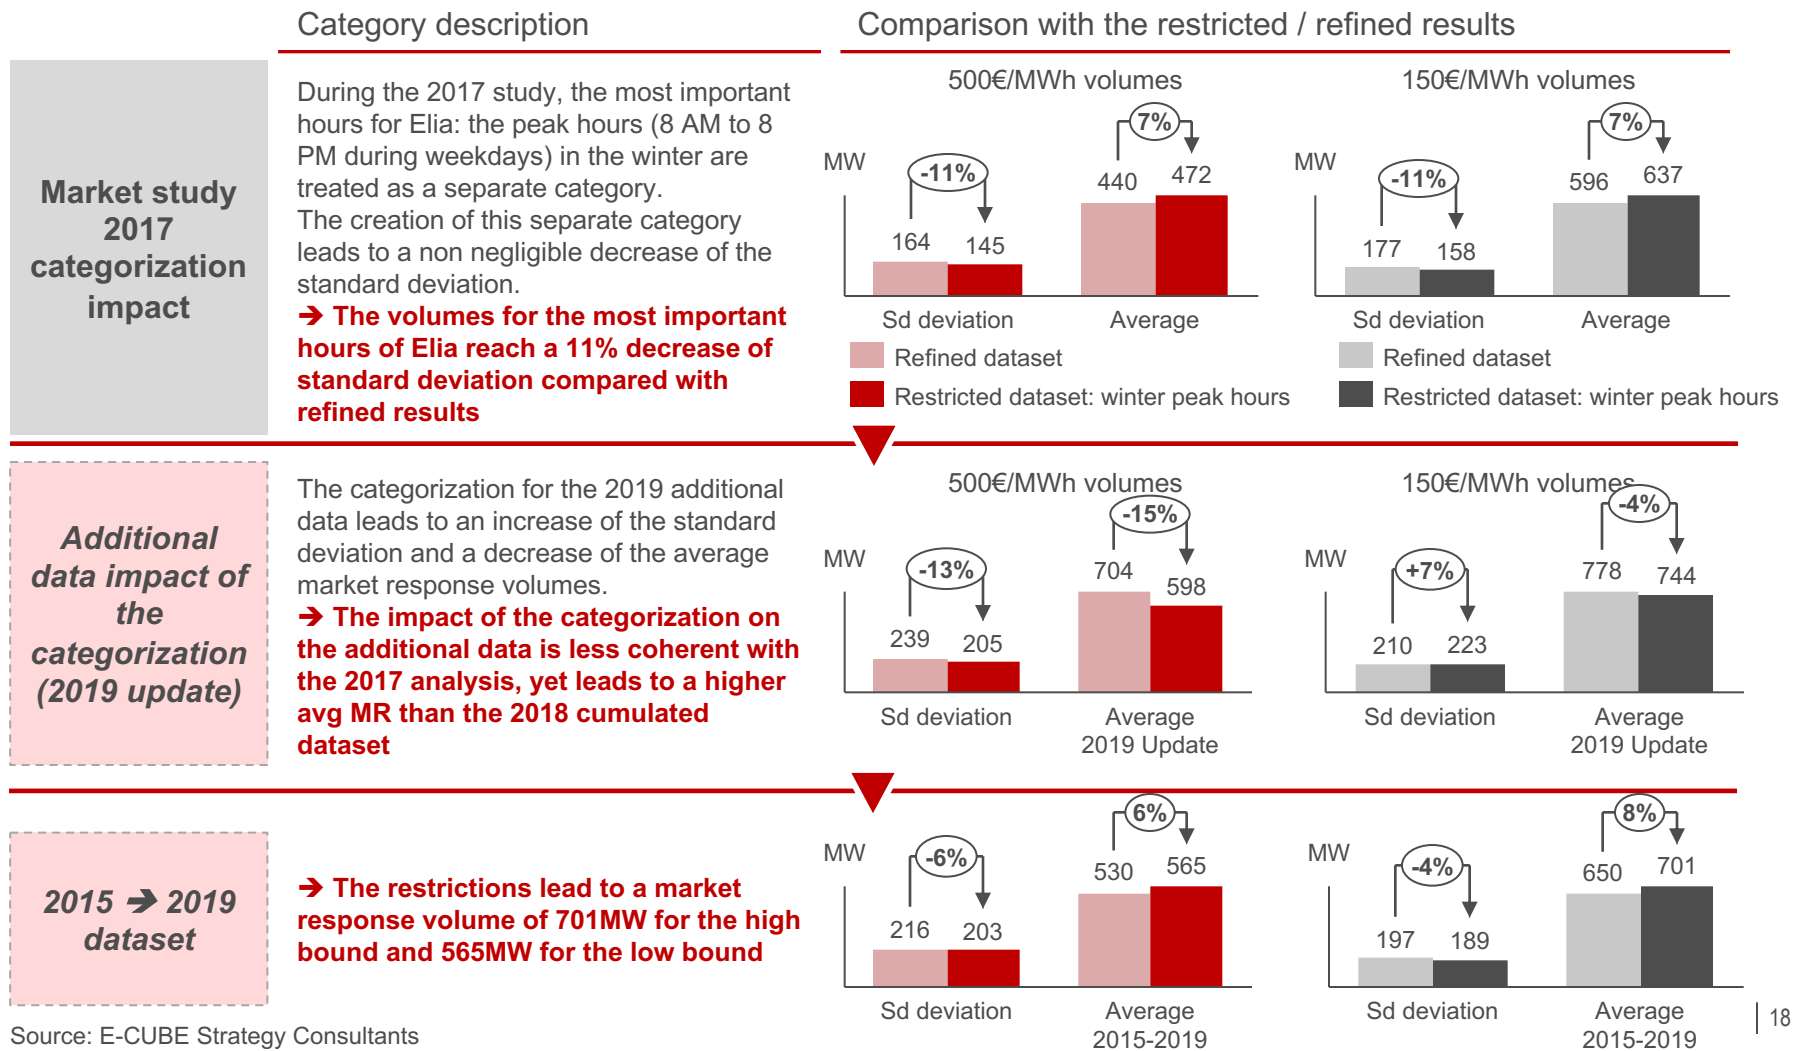 Category description
Comparison with the restricted / refined results
Market study
2017
categorization
impact
During the 2017 study, the most important
hours for Elia: the peak hours (8 AM to 8
PM during weekdays) in the winter are
treated as a separate category.
The creation of this separate category
leads to a non negligible decrease of the
standard deviation.
➔ The volumes for the most important
hours of Elia reach a 11% decrease of
standard deviation compared with
refined results
500€/MWh volumes
MW
-11%
164
145
7%
440
472
Sd deviation
Average
Refined dataset
Restricted dataset: winter peak hours
150€/MWh volumes
MW
-11%
177
158
7%
596
637
Sd deviation
Average
Refined dataset
Restricted dataset: winter peak hours
Additional
data impact of
the
categorization
(2019 update)
The categorization for the 2019 additional
data leads to an increase of the standard
deviation and a decrease of the average
market response volumes.
➔ The impact of the categorization on
the additional data is less coherent with
the 2017 analysis, yet leads to a higher
avg MR than the 2018 cumulated
dataset
500€/MWh volumes
MW
-13%
239
205
-15%
704
598
Sd deviation
Average
2019 Update
150€/MWh volumes
MW
+7%
210
223
-4%
778
744
Sd deviation
Average
2019 Update
2015 ➔ 2019
dataset
➔ The restrictions lead to a market
response volume of 701MW for the high
bound and 565MW for the low bound
MW
-6%
216
203
6%
530
565
Sd deviation
Average
2015-2019
MW
-4%
197
189
8%
650
701
Sd deviation
Average
2015-2019
Source: E-CUBE Strategy Consultants
18